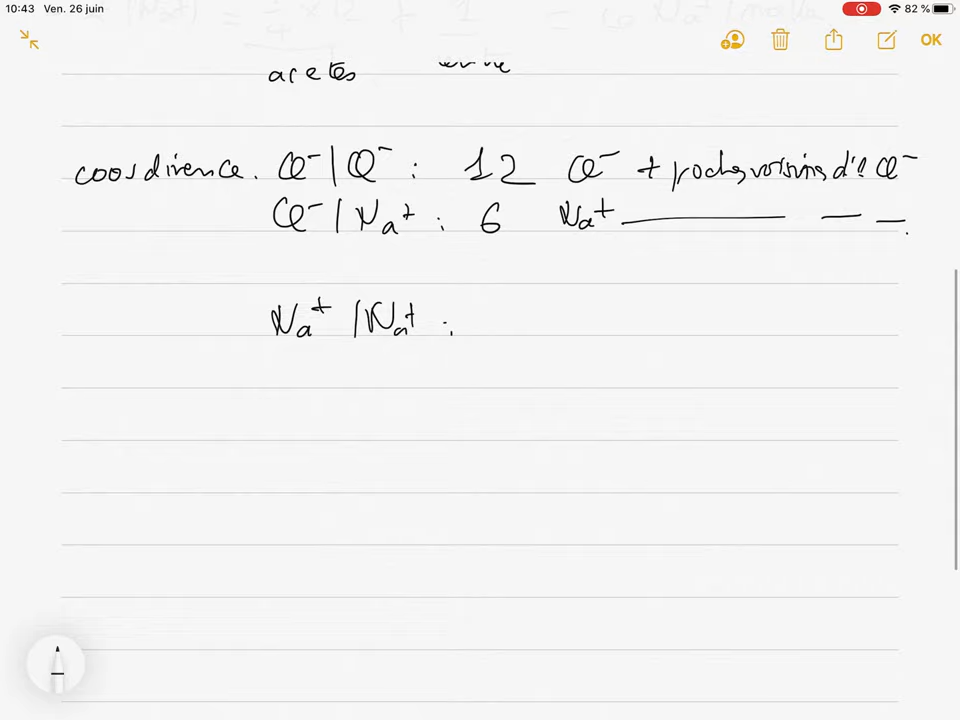 10:43 Ven. 26 juin 82 %
OK
arêtes
coordinence. Cl⁻ / Cl⁻ : 12 Cl⁻ + proches voisins d'1 Cl⁻
Cl⁻ / Na⁺ : 6 Na⁺ ——— — —.
Na⁺ / Na⁺ :